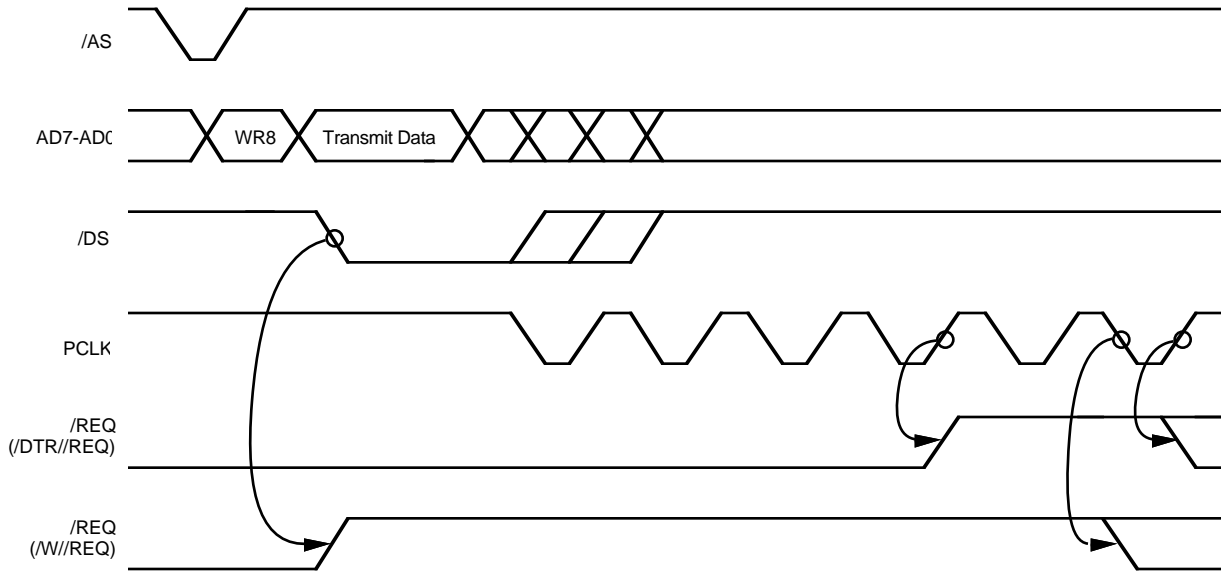 /AS
AD7-AD0
WR8
Transmit Data
/DS
PCLK
/REQ
(/DTR//REQ)
/REQ
(/W//REQ)